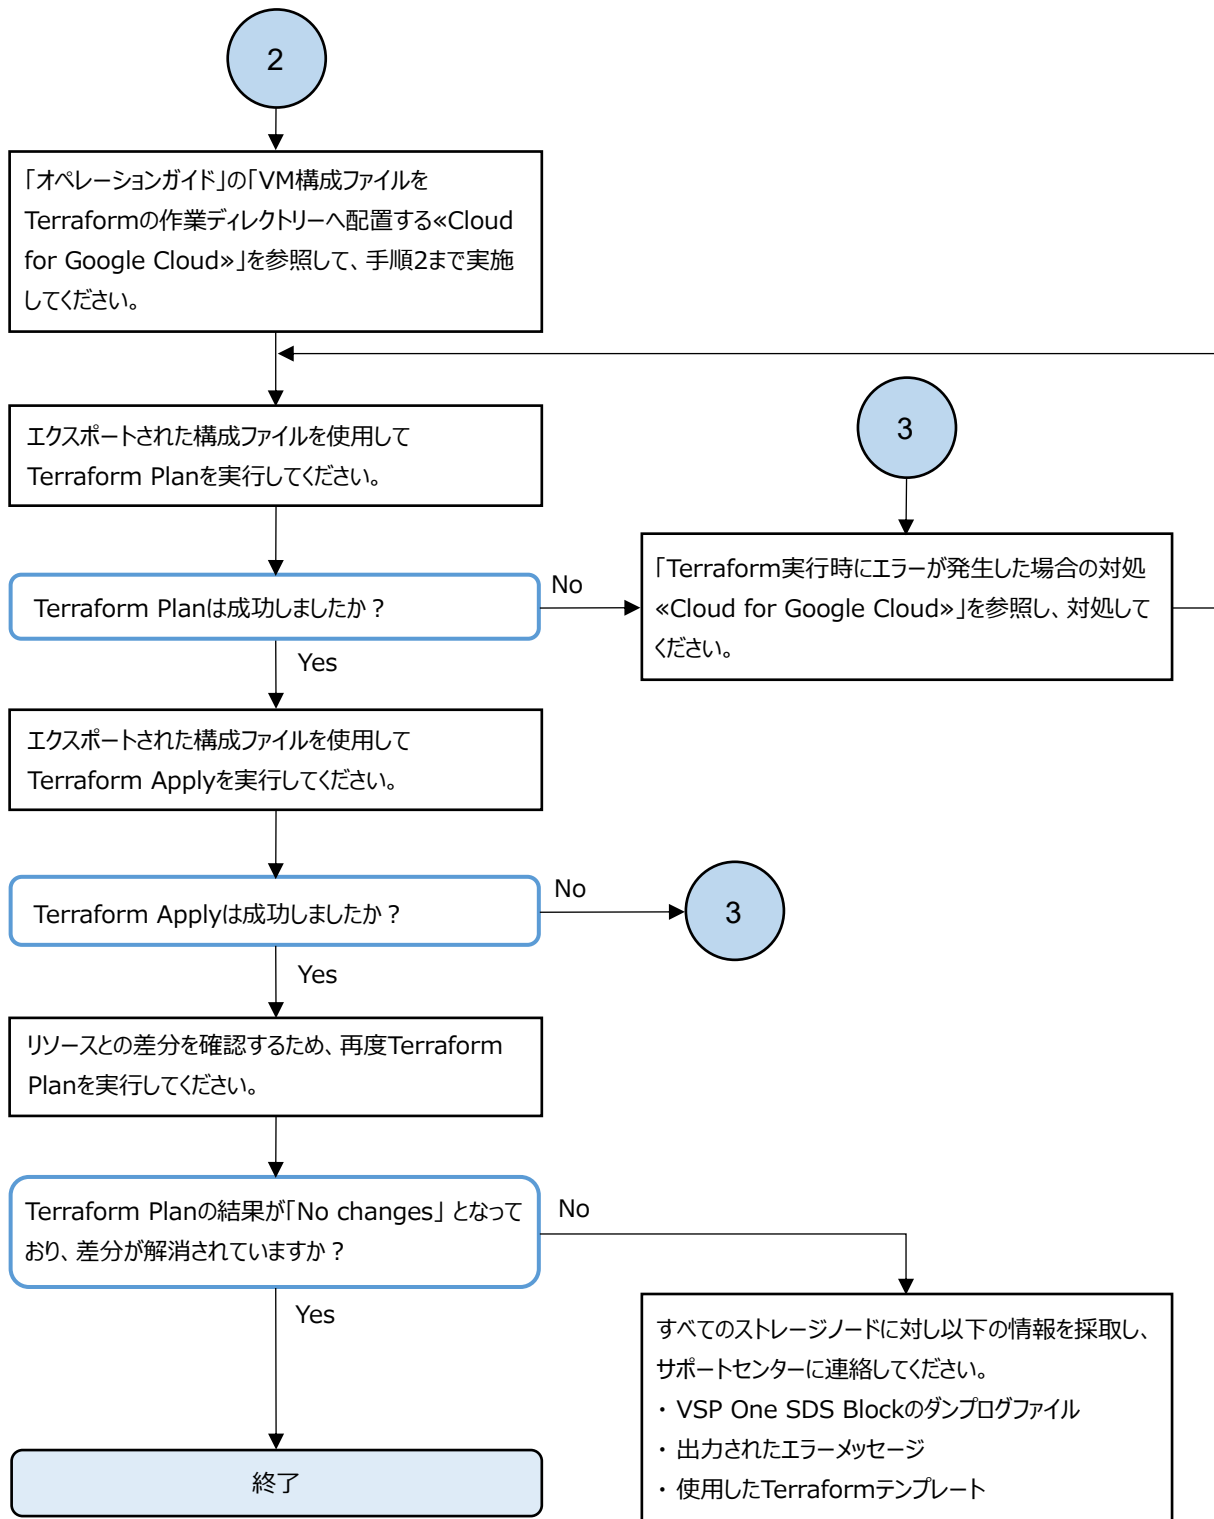 2
「オペレーションガイド」の「VM構成ファイルを
Terraformの作業ディレクトリーへ配置する«Cloud
for Google Cloud»」を参照して、手順2まで実施
してください。
エクスポートされた構成ファイルを使用して
Terraform Planを実行してください。
3
Terraform Planは成功しましたか？
No
「Terraform実行時にエラーが発生した場合の対処
«Cloud for Google Cloud»」を参照し、対処して
ください。
Yes
エクスポートされた構成ファイルを使用して
Terraform Applyを実行してください。
Terraform Applyは成功しましたか？
No
3
Yes
リソースとの差分を確認するため、再度Terraform
Planを実行してください。
Terraform Planの結果が「No changes」となって
おり、差分が解消されていますか？
No
Yes
すべてのストレージノードに対し以下の情報を採取し、
サポートセンターに連絡してください。
・ VSP One SDS Blockのダンプログファイル
・ 出力されたエラーメッセージ
・ 使用したTerraformテンプレート
終了